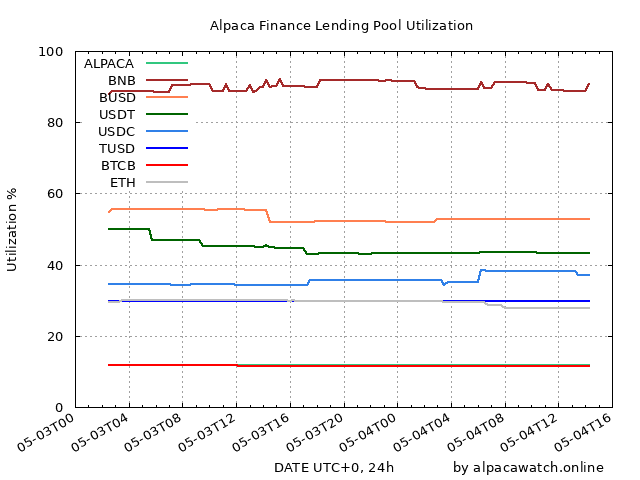 Alpaca Finance Lending Pool Utilization
100
80
60
40
20
0
Utilization %
ALPACA
BNB
BUSD
USDT
USDC
TUSD
BTCB
ETH
05-03T00
05-03T04
05-03T08
05-03T12
05-03T16
05-03T20
05-04T00
05-04T04
05-04T08
05-04T12
05-04T16
DATE UTC+0, 24h
by alpacawatch.online